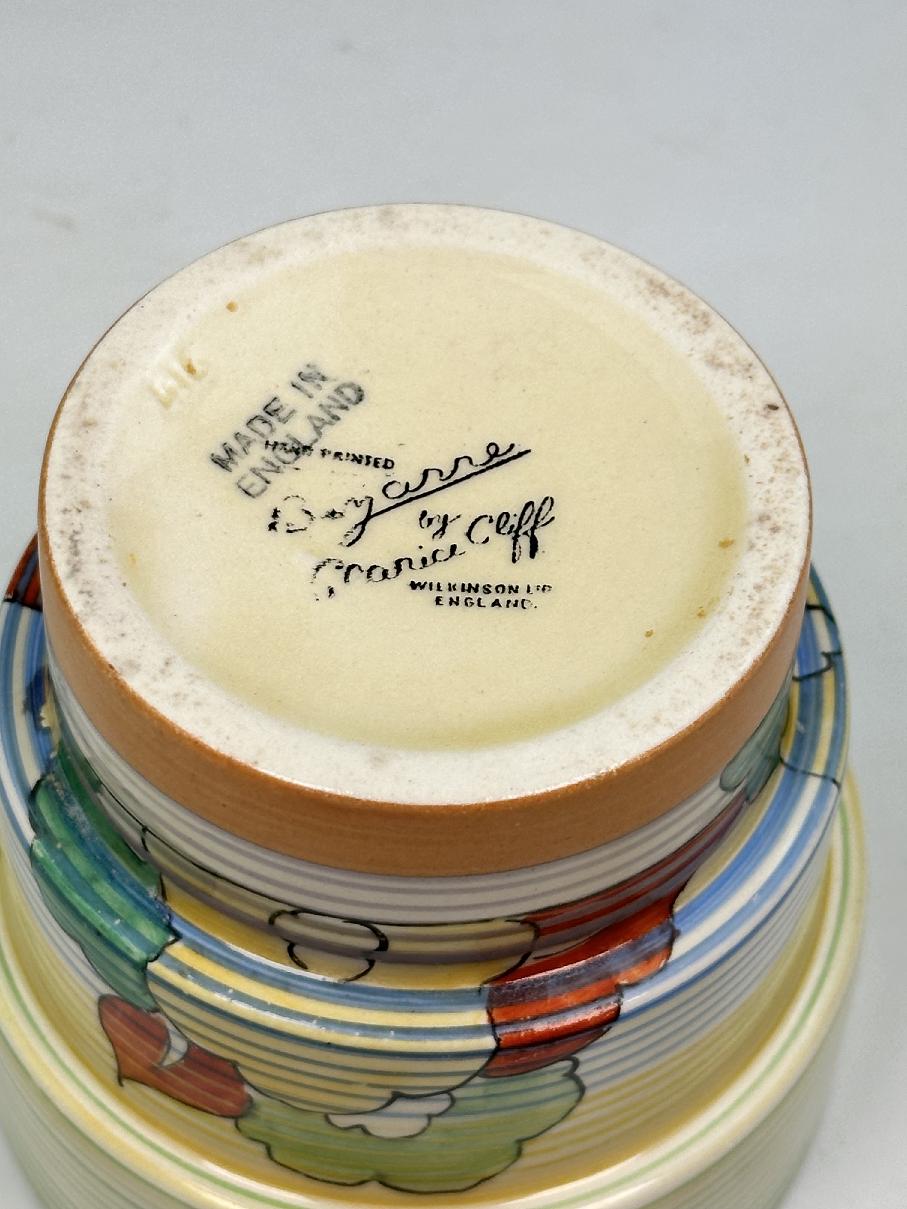 MADE IN
ENGLAND
HAND PAINTED
Bizarre
by
Clarice Cliff
WILKINSON LTD
ENGLAND.